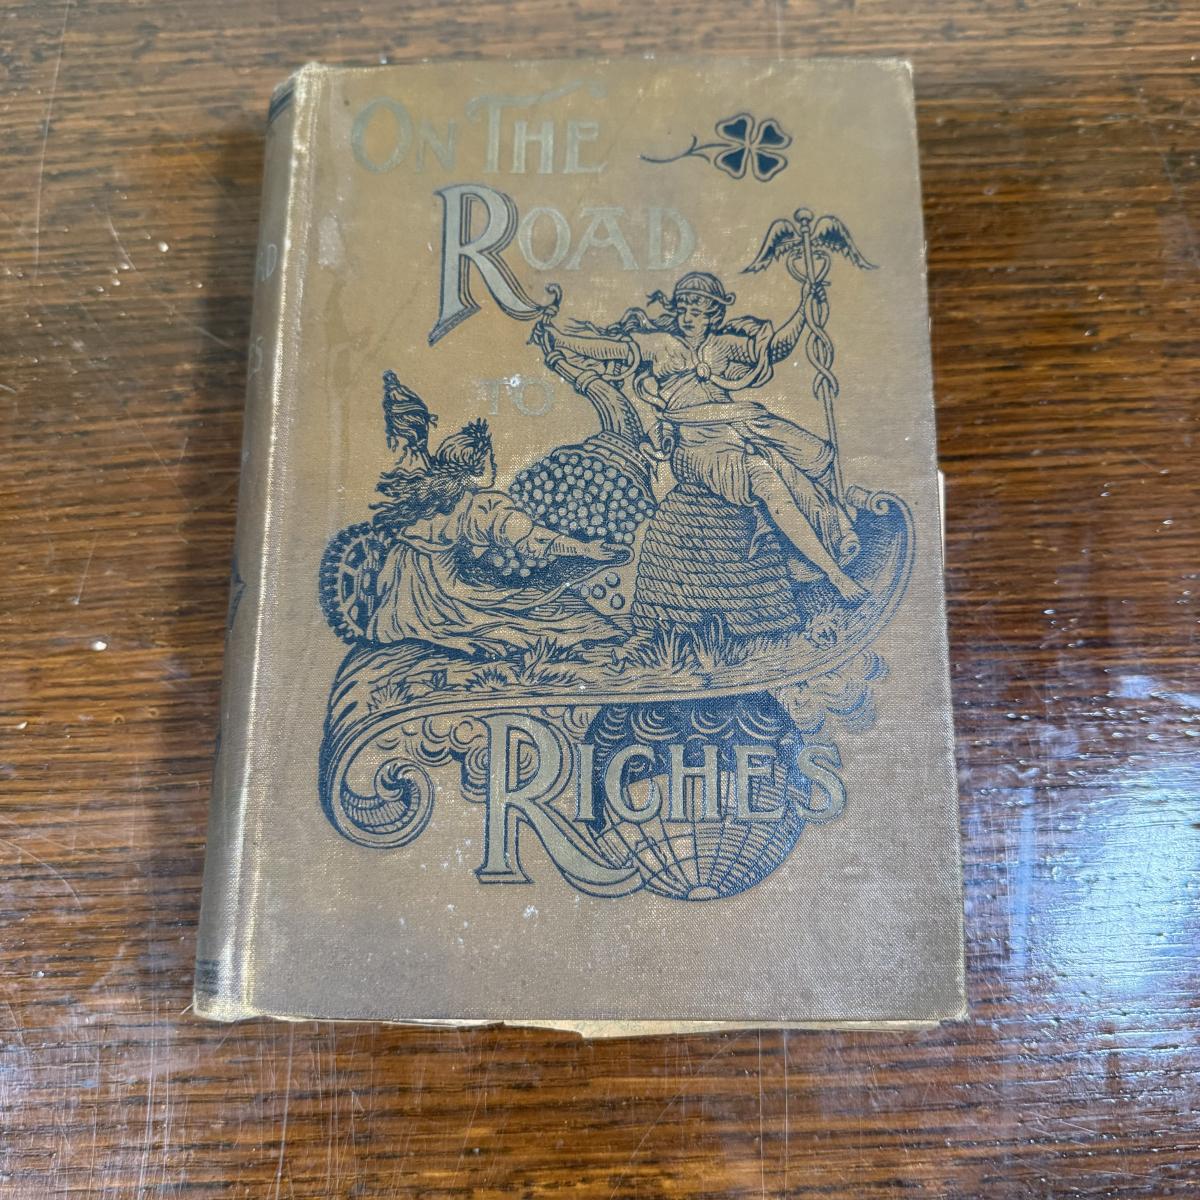 On The
Road
to
Riches